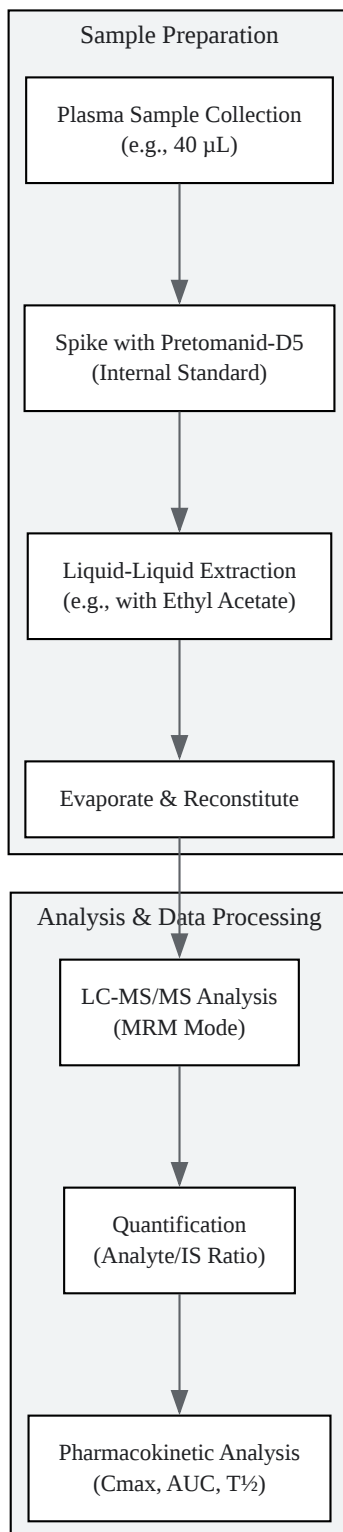 Sample Preparation
Plasma Sample Collection
(e.g., 40 µL)
Spike with Pretomanid-D5
(Internal Standard)
Liquid-Liquid Extraction
(e.g., with Ethyl Acetate)
Evaporate & Reconstitute
Analysis & Data Processing
LC-MS/MS Analysis
(MRM Mode)
Quantification
(Analyte/IS Ratio)
Pharmacokinetic Analysis
(Cmax, AUC, T½)